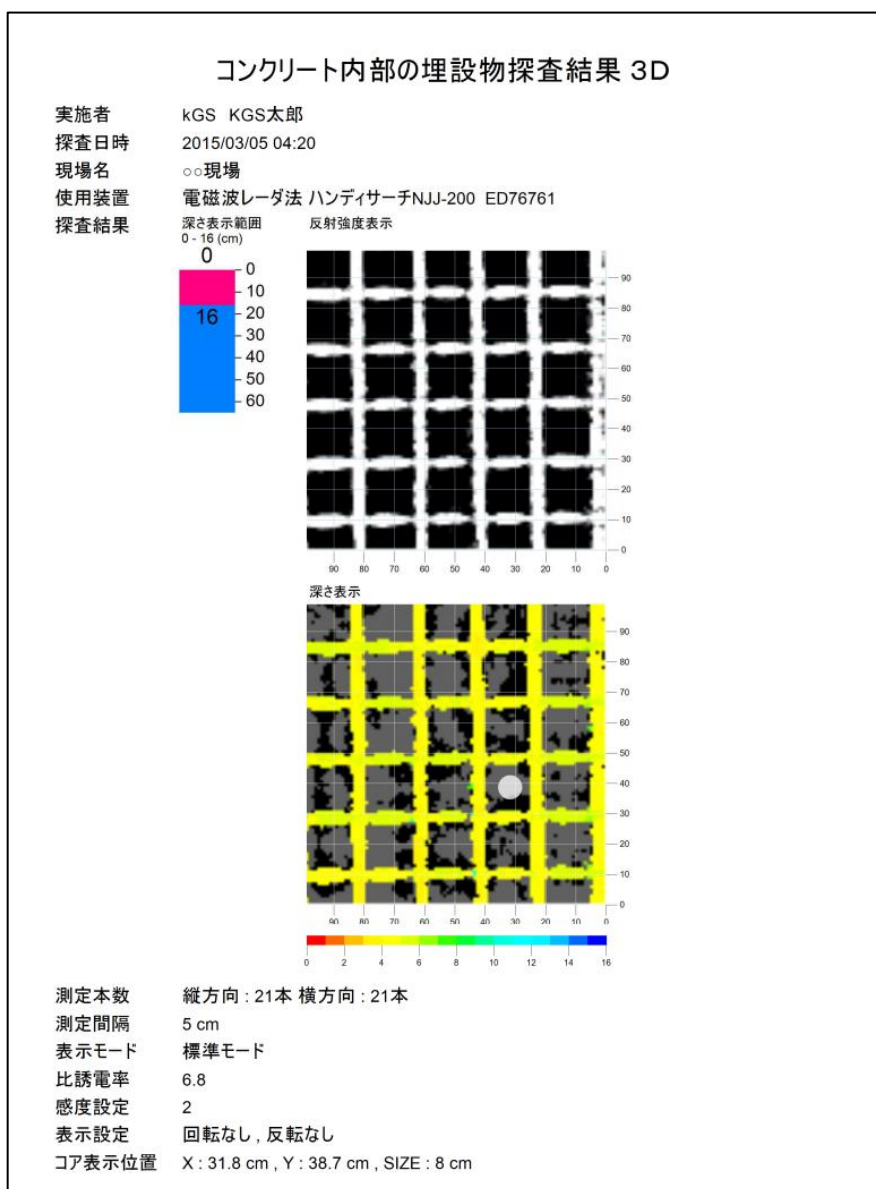 コンクリート内部の埋設物探査結果 3D
実施者 kGS KGS太郎
探査日時 2015/03/05 04:20
現場名 ○○現場
使用装置 電磁波レーダ法 ハンディサーチNJJ-200 ED76761
探査結果 深さ表示範囲 反射強度表示
0 - 16 (cm)
0
0
10
16
20
30
40
50
60
90
80
70
60
50
40
30
20
10
0
90 80 70 60 50 40 30 20 10 0
深さ表示
90
80
70
60
50
40
30
20
10
0
90 80 70 60 50 40 30 20 10 0
0 2 4 6 8 10 12 14 16
測定本数 縦方向 : 21本 横方向 : 21本
測定間隔 5 cm
表示モード 標準モード
比誘電率 6.8
感度設定 2
表示設定 回転なし , 反転なし
コア表示位置 X : 31.8 cm , Y : 38.7 cm , SIZE : 8 cm